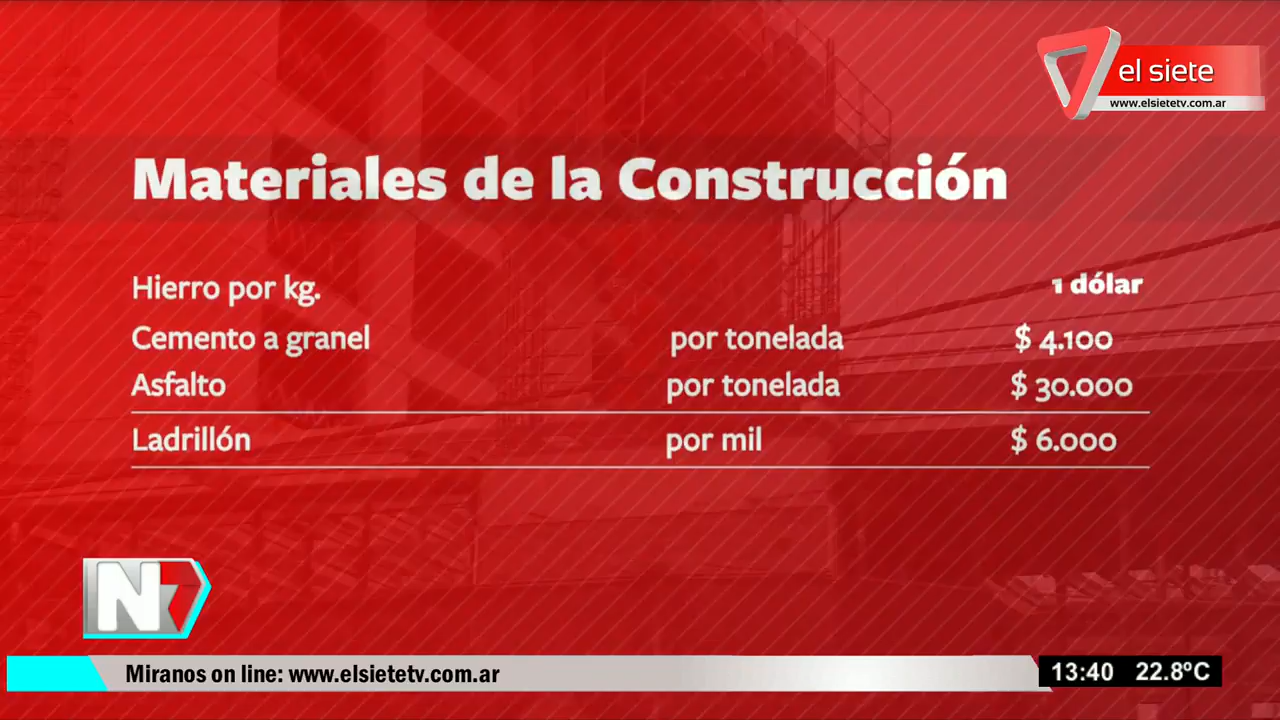 el siete
www.elsietetv.com.ar
Materiales de la Construcción
Hierro por kg. 1 dólar
Cemento a granel por tonelada $ 4.100
Asfalto por tonelada $ 30.000
Ladrillón por mil $ 6.000
N7
Miranos on line: www.elsietetv.com.ar
13:40 22.8ºC